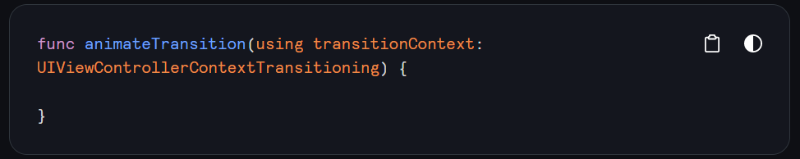 func animateTransition(using transitionContext:
UIViewControllerContextTransitioning) {
}